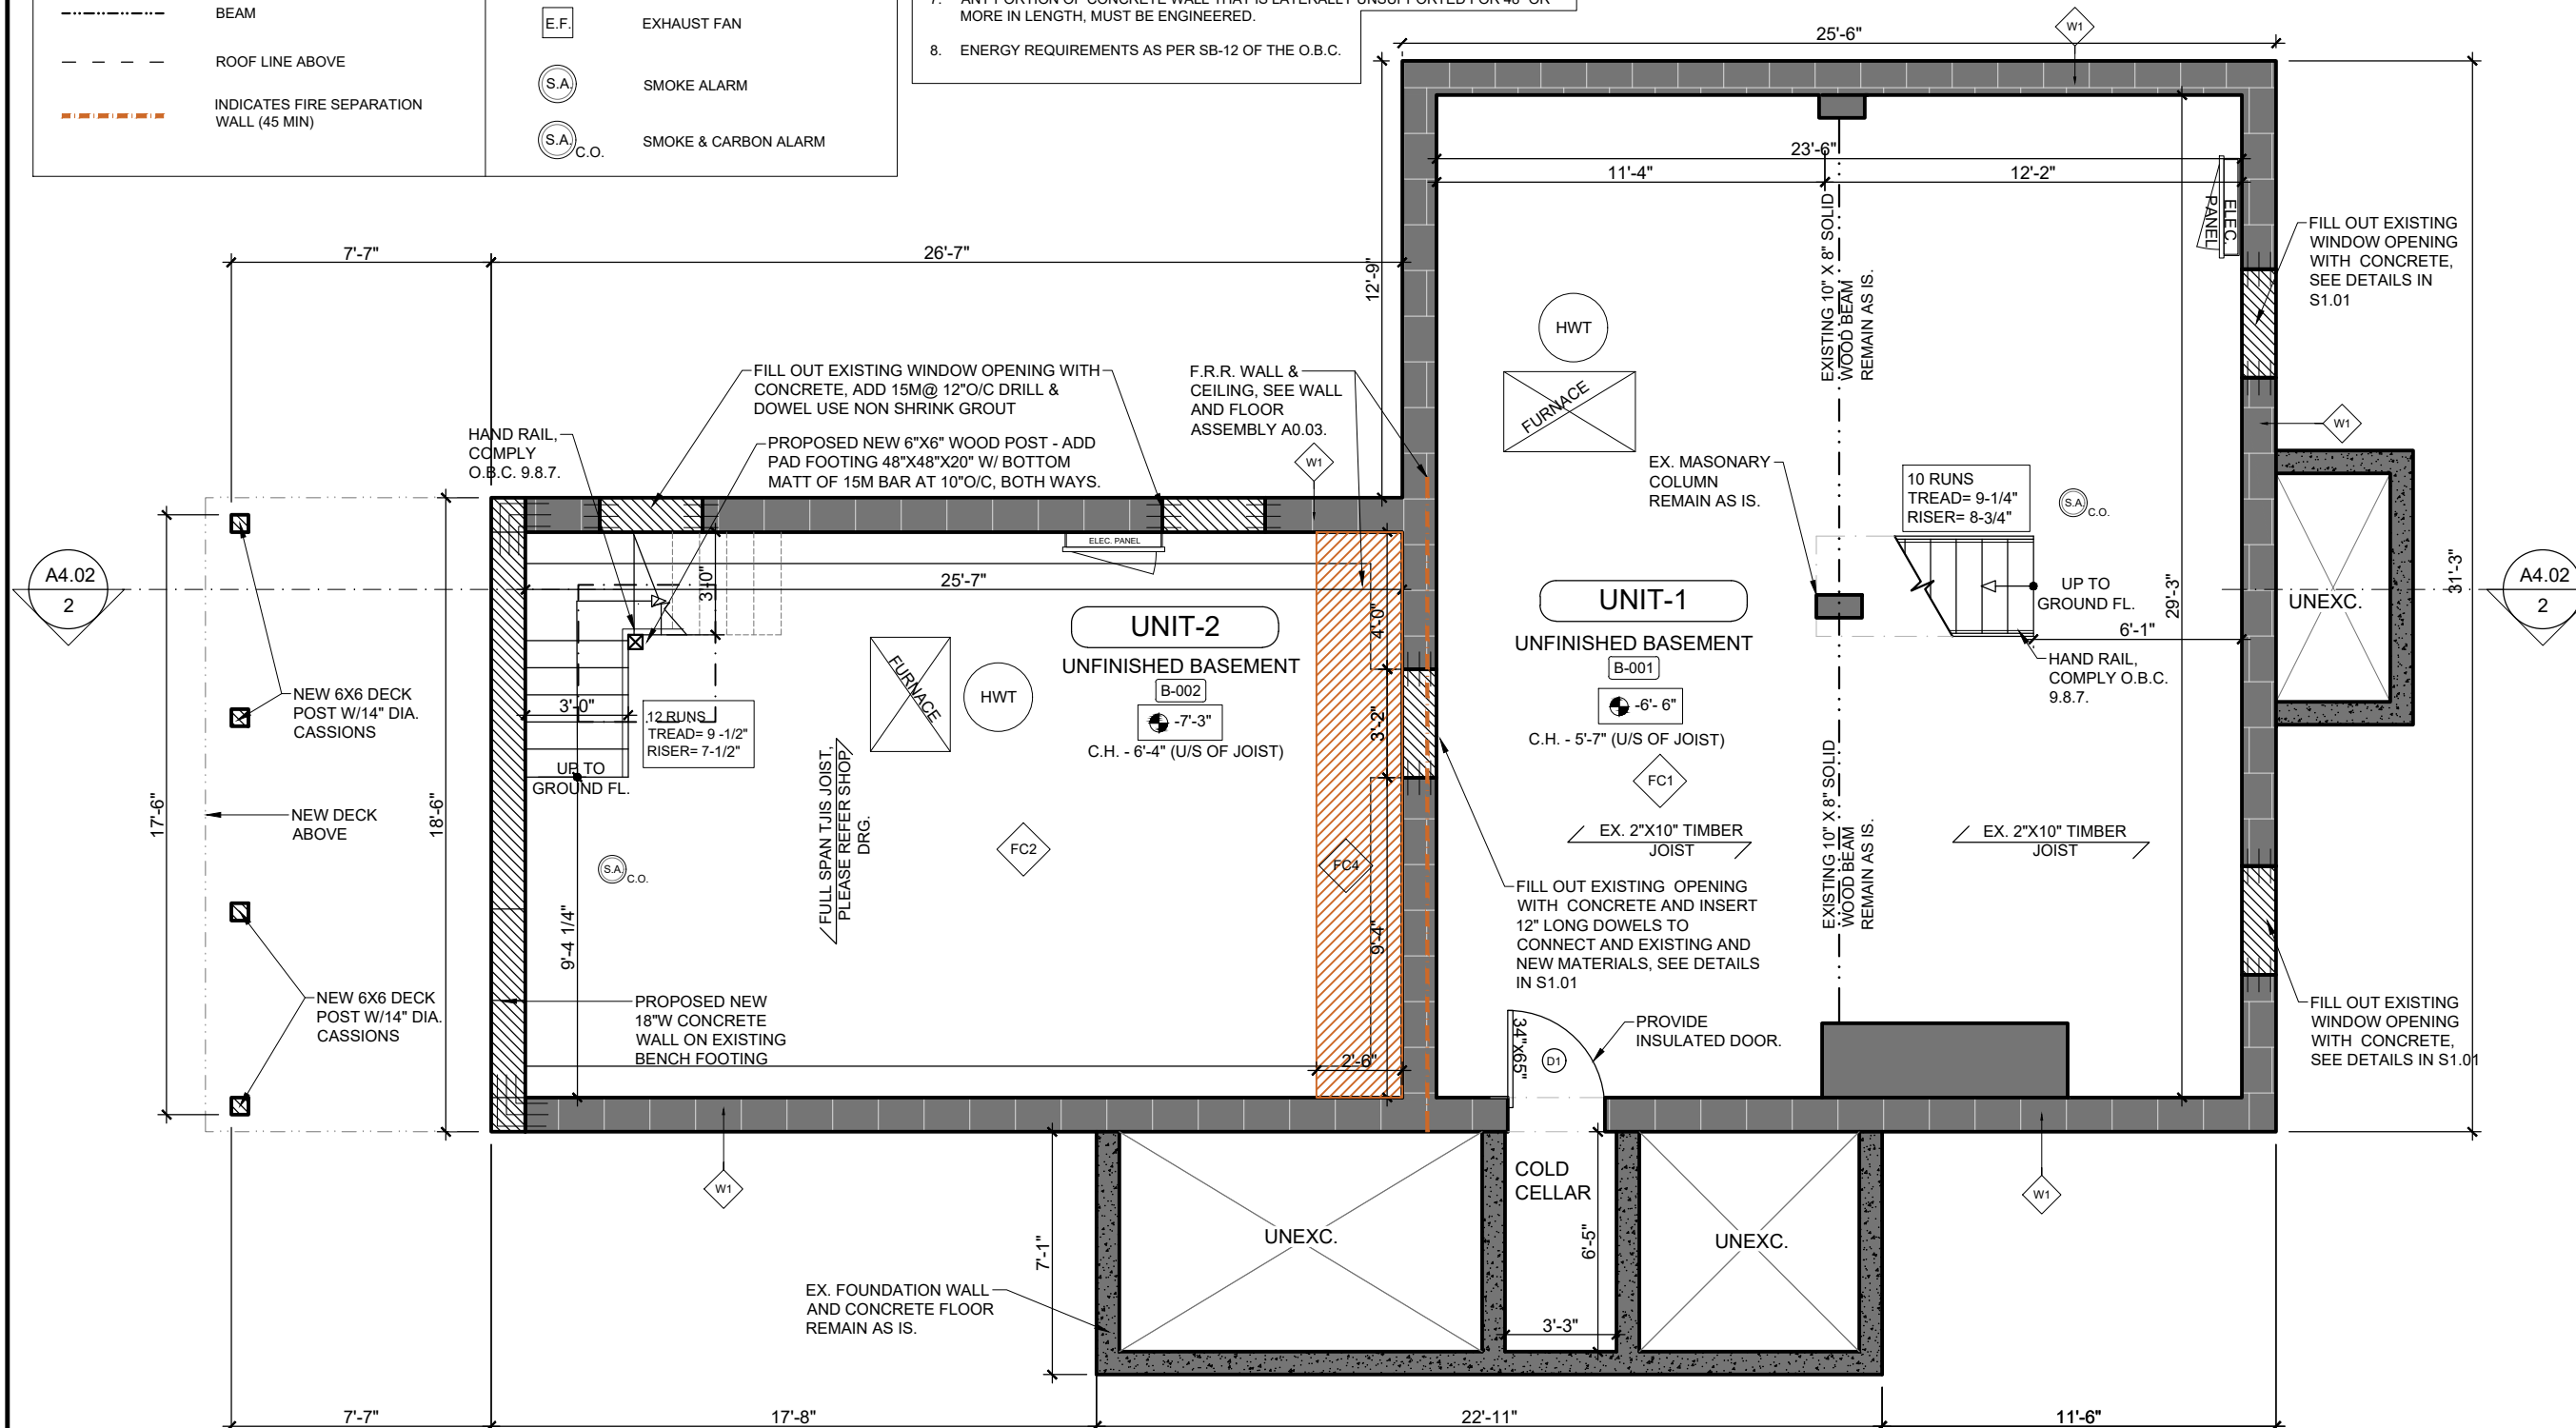 BEAM
ROOF LINE ABOVE
INDICATES FIRE SEPARATION
WALL (45 MIN)
E.F.
EXHAUST FAN
S.A.
SMOKE ALARM
S.A.
C.O.
SMOKE & CARBON ALARM
7. ANY PORTION OF CONCRETE WALL THAT IS LATERALLY UNSUPPORTED FOR 48" OR
MORE IN LENGTH, MUST BE ENGINEERED.
8. ENERGY REQUIREMENTS AS PER SB-12 OF THE O.B.C.
25'-6"
W1
23'-6"
11'-4"
12'-2"
ELEC.
PANEL
FILL OUT EXISTING
WINDOW OPENING
WITH CONCRETE,
SEE DETAILS IN
S1.01
7'-7"
26'-7"
12'-9"
EXISTING 10" X 8" SOLID
WOOD BEAM
REMAIN AS IS.
HWT
FURNACE
FILL OUT EXISTING WINDOW OPENING WITH
CONCRETE, ADD 15M@ 12"O/C DRILL &
DOWEL USE NON SHRINK GROUT
F.R.R. WALL &
CEILING, SEE WALL
AND FLOOR
ASSEMBLY A0.03.
W1
HAND RAIL,
COMPLY
O.B.C. 9.8.7.
PROPOSED NEW 6"X6" WOOD POST - ADD
PAD FOOTING 48"X48"X20" W/ BOTTOM
MATT OF 15M BAR AT 10"O/C, BOTH WAYS.
W1
EX. MASONARY
COLUMN
REMAIN AS IS.
10 RUNS
TREAD= 9-1/4"
RISER= 8-3/4"
S.A.
C.O.
ELEC. PANEL
A4.02
2
25'-7"
3'-0"
4'-0"
UNIT-2
UNFINISHED BASEMENT
B-002
-7'-3"
C.H. - 6'-4" (U/S OF JOIST)
UNIT-1
UNFINISHED BASEMENT
B-001
-6'- 6"
C.H. - 5'-7" (U/S OF JOIST)
UP TO
GROUND FL.
29'-3"
6'-1"
UNEXC.
31'-3"
A4.02
2
HAND RAIL,
COMPLY O.B.C.
9.8.7.
FURNACE
HWT
NEW 6X6 DECK
POST W/14" DIA.
CASSIONS
3'-0"
12 RUNS
TREAD= 9 -1/2"
RISER= 7-1/2"
UP TO
GROUND FL.
3'-2"
FC1
17'-6"
NEW DECK
ABOVE
18'-6"
FULL SPAN TJIS JOIST,
PLEASE REFER SHOP
DRG.
FC2
FC4
EX. 2"X10" TIMBER
JOIST
EXISTING 10" X 8" SOLID
WOOD BEAM
REMAIN AS IS.
EX. 2"X10" TIMBER
JOIST
S.A.
C.O.
9'-4 1/4"
9'-4"
FILL OUT EXISTING OPENING
WITH CONCRETE AND INSERT
12" LONG DOWELS TO
CONNECT AND EXISTING AND
NEW MATERIALS, SEE DETAILS
IN S1.01
NEW 6X6 DECK
POST W/14" DIA.
CASSIONS
PROPOSED NEW
18"W CONCRETE
WALL ON EXISTING
BENCH FOOTING
2'-6"
34"x65"
D1
PROVIDE
INSULATED DOOR.
FILL OUT EXISTING
WINDOW OPENING
WITH CONCRETE,
SEE DETAILS IN S1.01
W1
COLD
CELLAR
W1
7'-1"
UNEXC.
6'-5"
UNEXC.
EX. FOUNDATION WALL
AND CONCRETE FLOOR
REMAIN AS IS.
3'-3"
7'-7"
17'-8"
22'-11"
11'-6"